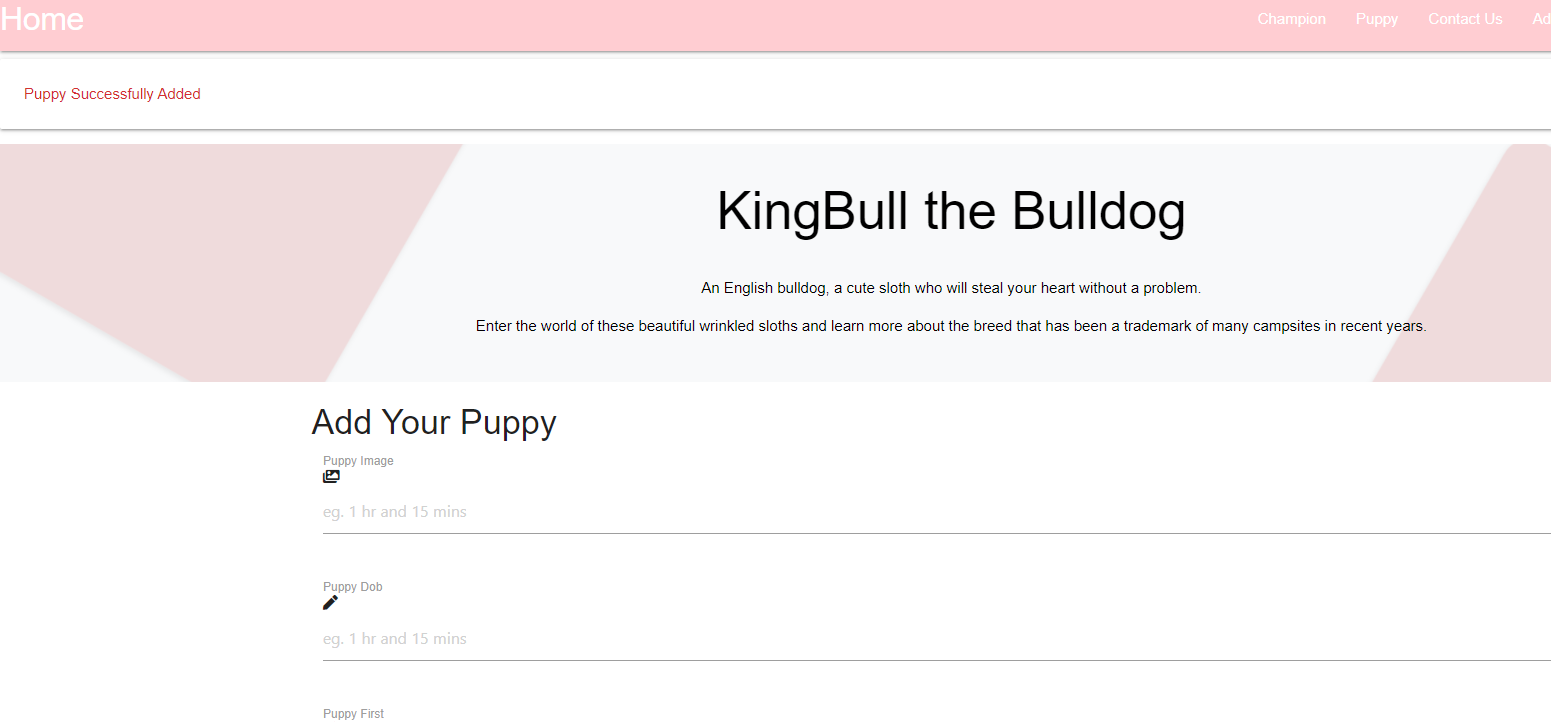 Home
Champion Puppy Contact Us Ad
Puppy Successfully Added
KingBull the Bulldog
An English bulldog, a cute sloth who will steal your heart without a problem.
Enter the world of these beautiful wrinkled sloths and learn more about the breed that has been a trademark of many campsites in recent years.
Add Your Puppy
Puppy Image
eg. 1 hr and 15 mins
Puppy Dob
eg. 1 hr and 15 mins
Puppy First